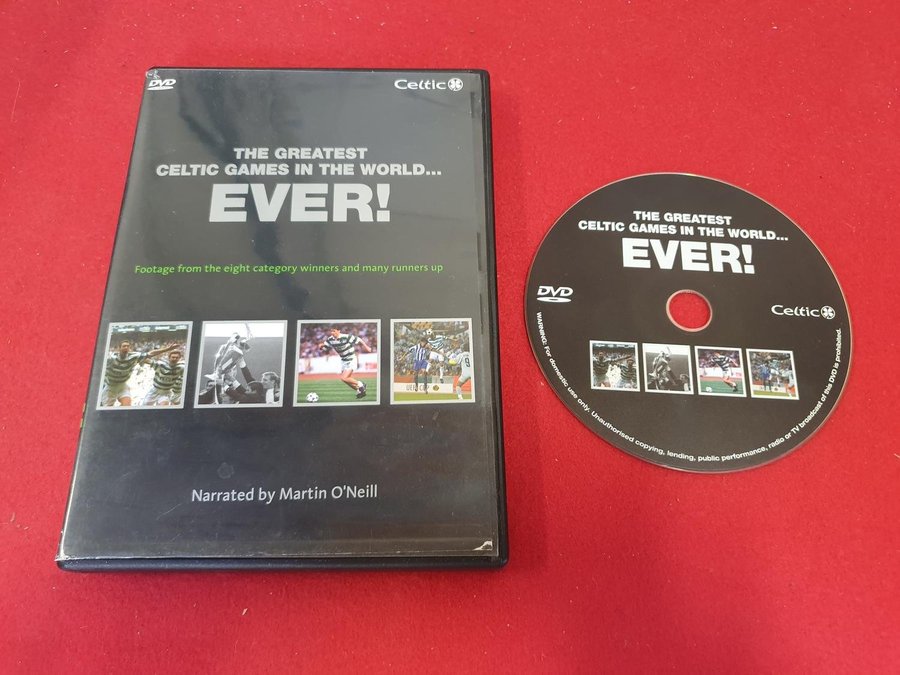 DVD
Celtic
THE GREATEST
CELTIC GAMES IN THE WORLD...
EVER!
Footage from the eight category winners and many runners up
UEFA CUP
Narrated by Martin O'Neill
THE GREATEST
CELTIC GAMES IN THE WORLD...
EVER!
DVD
Celtic
WARNING: For domestic use only. Unauthorised copying, lending, public performance, radio or TV broadcast of this DVD is prohibited.